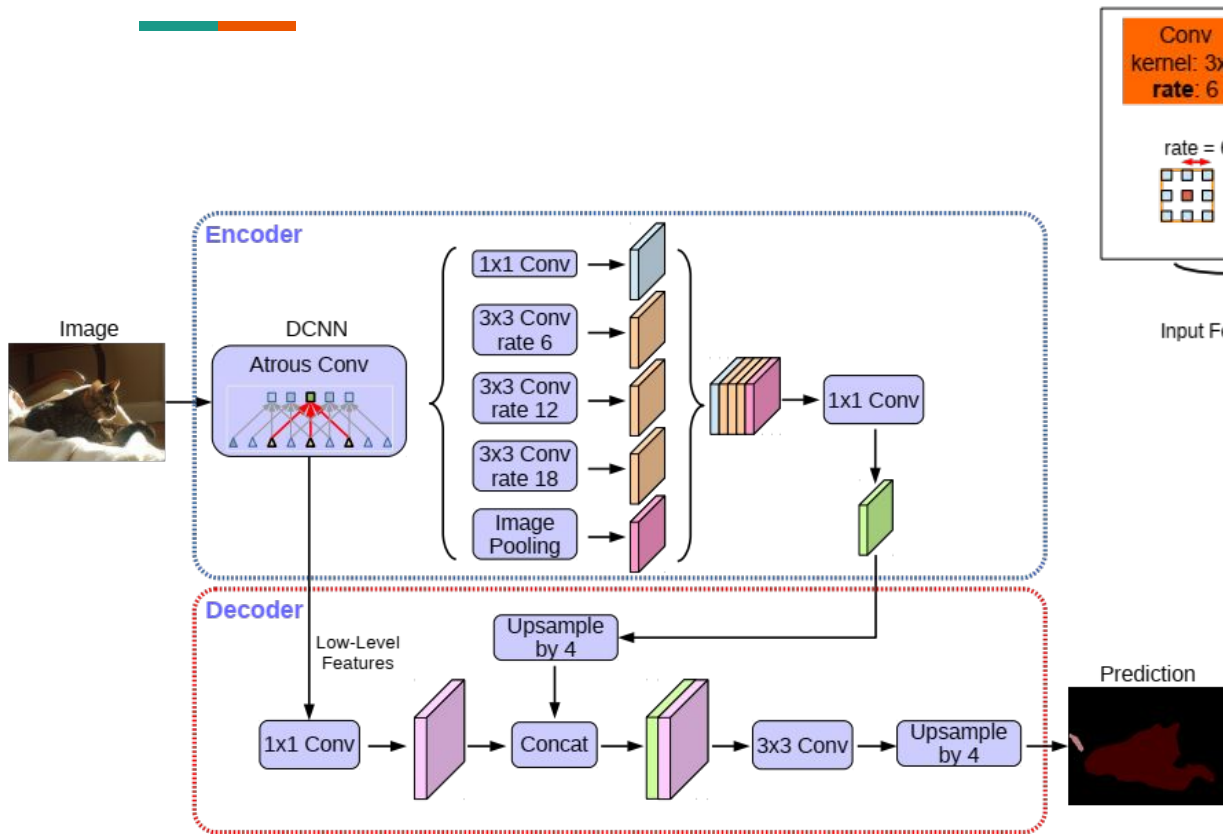 Conv
rate: 6
rate =
Input
Encoder
Image
DCNN
Atrous Conv
1x1 Conv
3x3 Conv
rate 6
3x3 Conv
rate 12
3x3 Conv
rate 18
Image
Pooling
1x1 Conv
Decoder
Low-Level
Features
Upsample
by 4
1x1 Conv
Concat
3x3 Conv
Upsample
by 4
Prediction
kernel: